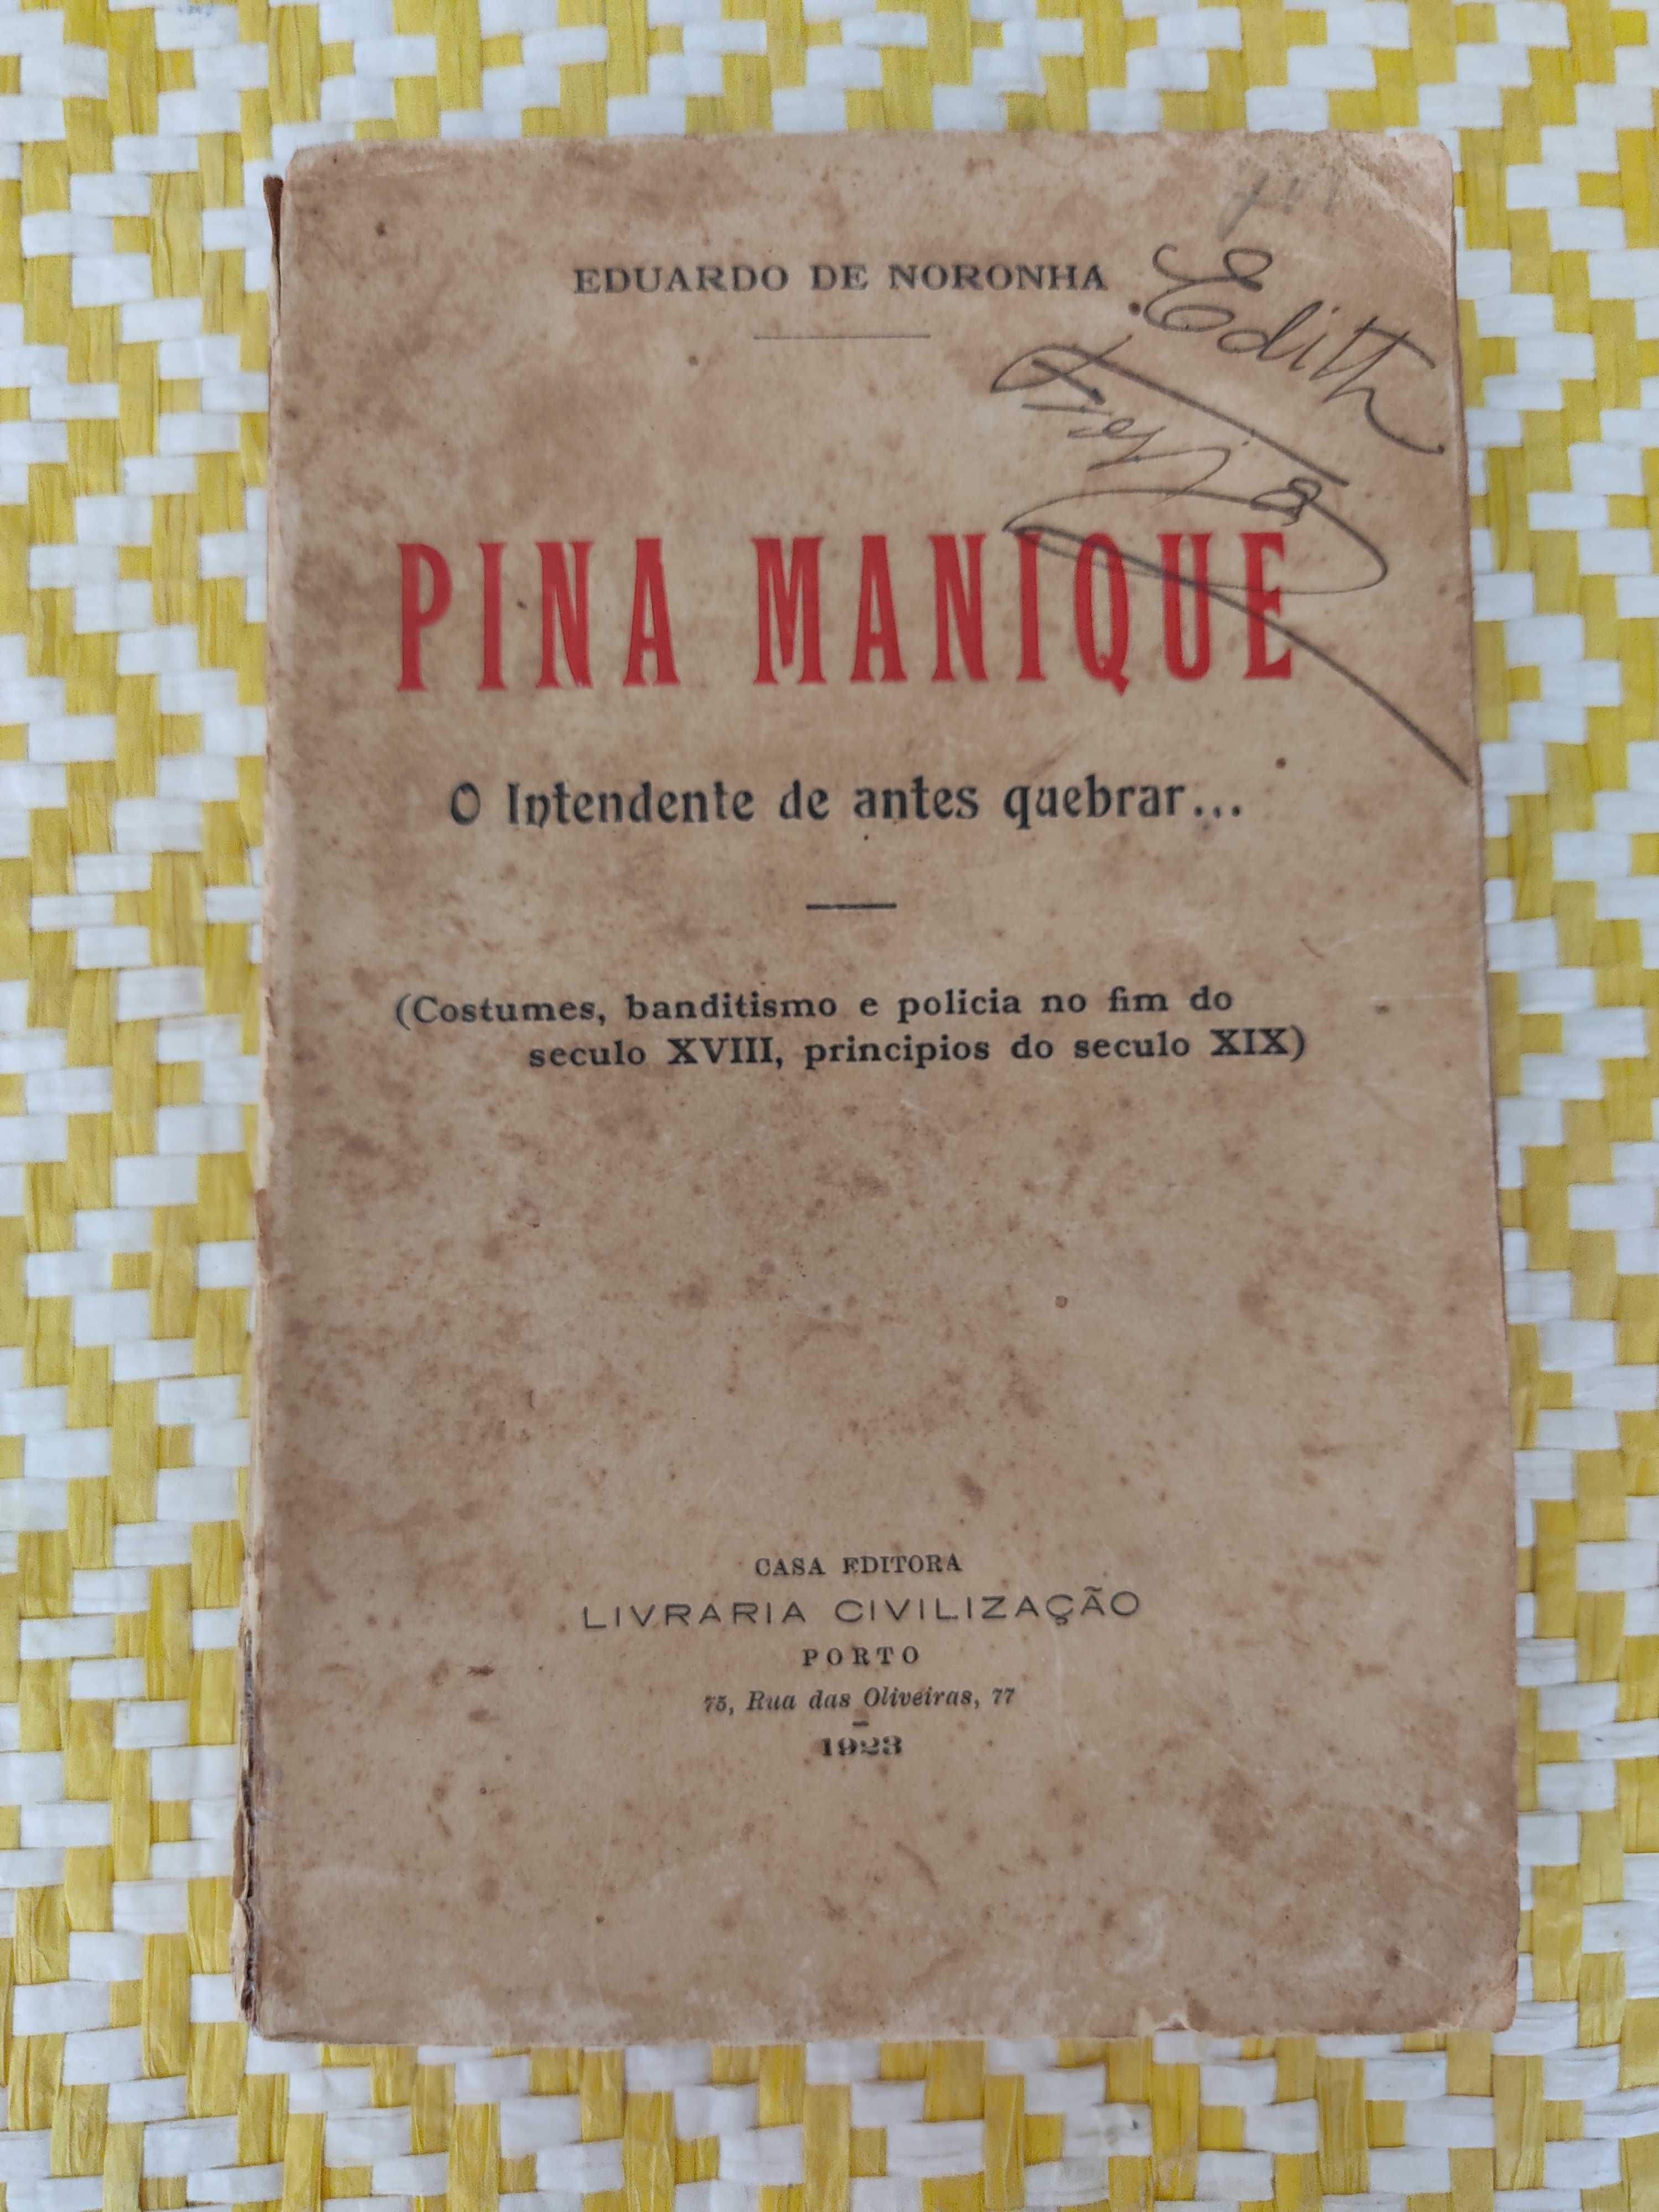 EDUARDO DE NORONHA
Edith
PINA MANIQUE
O Intendente de antes quebrar...
(Costumes, banditismo e policia no fim do
seculo XVIII, principios do seculo XIX)
CASA EDITORA
LIVRARIA CIVILIZAÇÃO
PORTO
75, Rua das Oliveiras, 77
1923